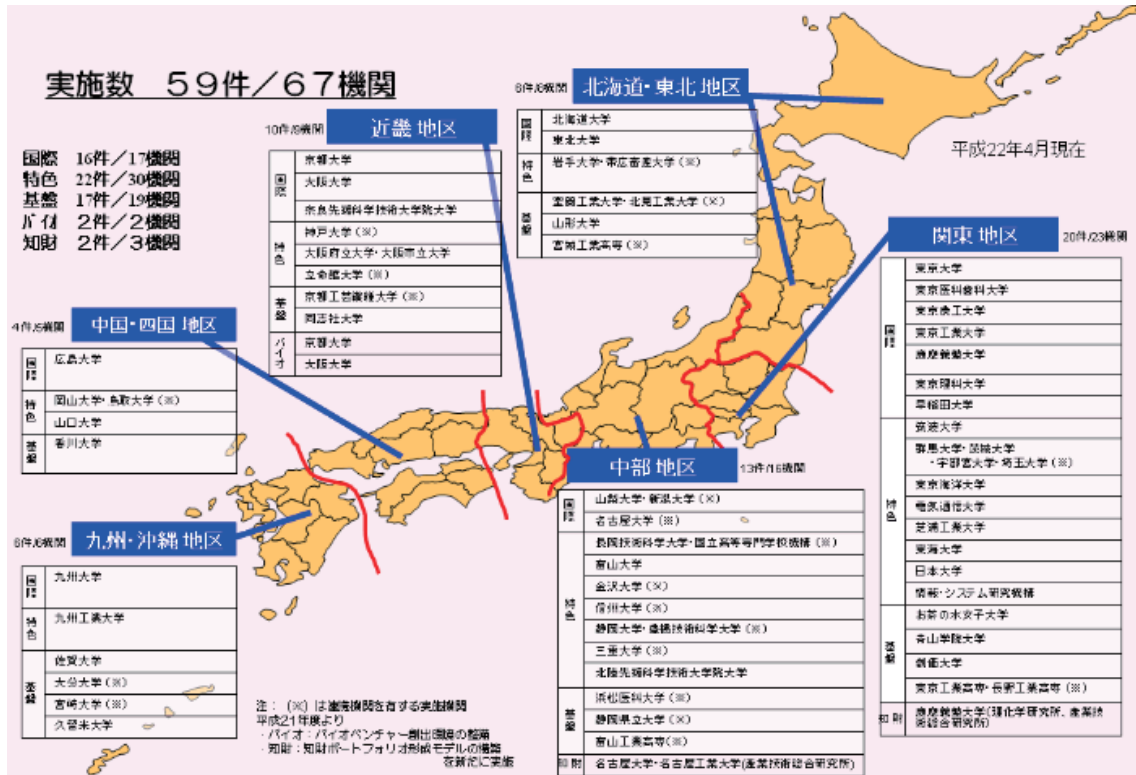 実施数 59件/67機関
国際 16件/17機関
特色 22件/30機関
基盤 17件/19機関
バイオ 2件/2機関
知財 2件/3機関
平成22年4月現在
6件/8機関
北海道・東北 地区
国際
北海道大学
東北大学
特色
岩手大学・帯広畜産大学(※)
基盤
室蘭工業大学・北見工業大学(※)
山形大学
宮城工業高専(※)
10件/9機関
近畿 地区
国際
京都大学
大阪大学
奈良先端科学技術大学院大学
特色
神戸大学(※)
大阪府立大学・大阪市立大学
立命館大学(※)
基盤
京都工芸繊維大学(※)
同志社大学
バイオ
京都大学
大阪大学
関東 地区
20件/23機関
国際
東京大学
東京医科歯科大学
東京農工大学
東京工業大学
慶應義塾大学
東京理科大学
早稲田大学
特色
筑波大学
群馬大学・茨城大学
・宇都宮大学・埼玉大学(※)
東京海洋大学
電気通信大学
芝浦工業大学
東海大学
日本大学
情報・システム研究機構
基盤
お茶の水女子大学
青山学院大学
創価大学
東京工業高専・長野工業高専(※)
知財
慶應義塾大学(理化学研究所、産業技
術総合研究所)
4件/5機関
中国・四国 地区
国際
広島大学
特色
岡山大学・鳥取大学(※)
山口大学
基盤
香川大学
中部 地区
13件/16機関
国際
山梨大学・新潟大学(※)
名古屋大学(※)
特色
長岡技術科学大学・国立高等専門学校機構(※)
富山大学
金沢大学(※)
信州大学(※)
静岡大学・豊橋技術科学大学(※)
三重大学(※)
北陸先端科学技術大学院大学
基盤
浜松医科大学(※)
静岡県立大学(※)
富山工業高専(※)
知財
名古屋大学・名古屋工業大学(産業技術総合研究所)
6件/6機関
九州・沖縄 地区
国際
九州大学
特色
九州工業大学
基盤
佐賀大学
大分大学(※)
宮崎大学(※)
久留米大学
注:(※)は連携機関を有する実施機関
平成21年度より
・バイオ:バイオベンチャー創出環境の整備
・知財:知財ポートフォリオ形成モデルの構築
を新たに実施